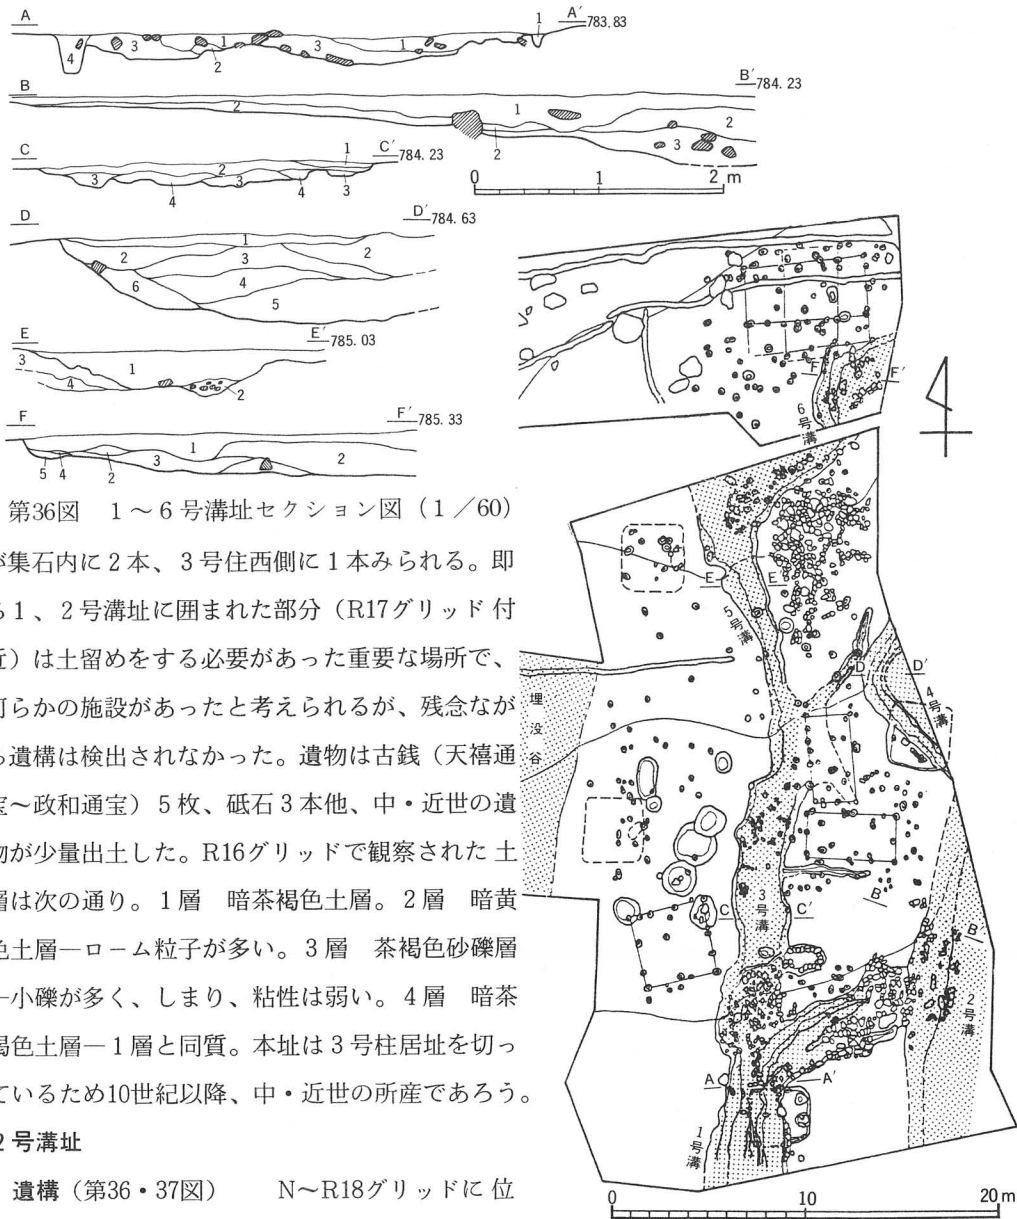 A
A′
783.83
1
1
3
1
3
4
2
B
B′
784.23
2
1
2
2
3
C
C′
784.23
1
2
3
3
4
3
4
0 1 2 m
D
D′
784.63
1
2
3
2
4
6
5
E
E′
785.03
3
1
4
2
F
F′
785.33
1
3
2
5
4
2
第36図 1～6号溝址セクション図（1／60）
が集石内に2本、3号住西側に1本みられる。即
ち1、2号溝址に囲まれた部分（R17グリッド付
近）は土留めをする必要があった重要な場所で、
何らかの施設があったと考えられるが、残念なが
ら遺構は検出されなかった。遺物は古銭（天禧通
宝～政和通宝）5枚、砥石3本他、中・近世の遺
物が少量出土した。R16グリッドで観察された土
層は次の通り。1層 暗茶褐色土層。2層 暗黄
色土層―ローム粒子が多い。3層 茶褐色砂礫層
―小礫が多く、しまり、粘性は弱い。4層 暗茶
褐色土層―1層と同質。本址は3号柱居址を切っ
ているため10世紀以降、中・近世の所産であろう。
2号溝址
遺構（第36・37図） N～R18グリッドに位
F
F′
6号溝
E
E′
5号溝
D
D′
4号溝
埋没谷
3号溝
C
C′
B
B′
2号溝
A
A′
1号溝
0 10 20m